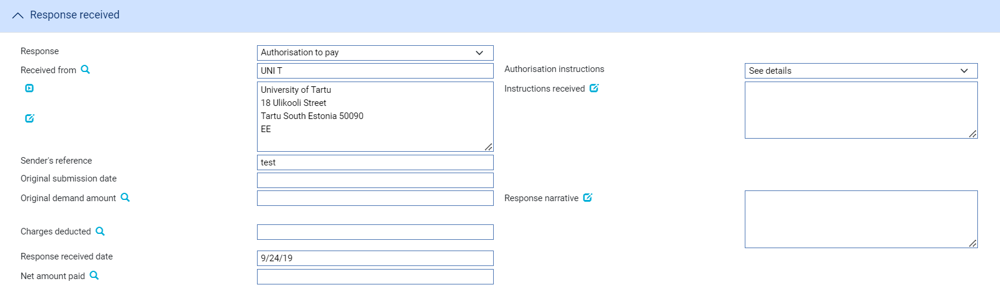 Response received
Response
Authorisation to pay
Received from
UNI T
Authorisation instructions
See details
University of Tartu
18 Ulikooli Street
Tartu South Estonia 50090
EE
Instructions received
Sender's reference
test
Original submission date
Original demand amount
Response narrative
Charges deducted
Response received date
9/24/19
Net amount paid